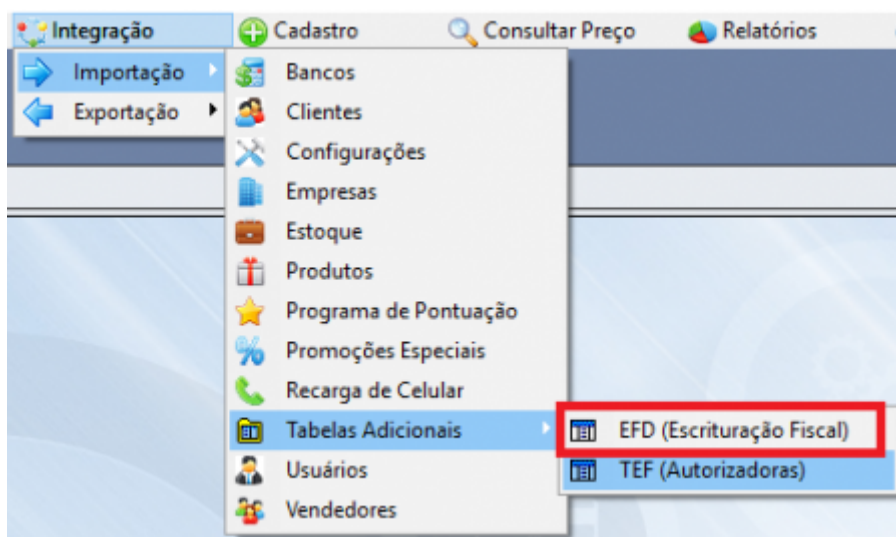 Integração Cadastro Consultar Preço Relatórios
Importação
Exportação
Bancos
Clientes
Configurações
Empresas
Estoque
Produtos
Programa de Pontuação
Promoções Especiais
Recarga de Celular
Tabelas Adicionais
Usuários
Vendedores
EFD (Escrituração Fiscal)
TEF (Autorizadoras)